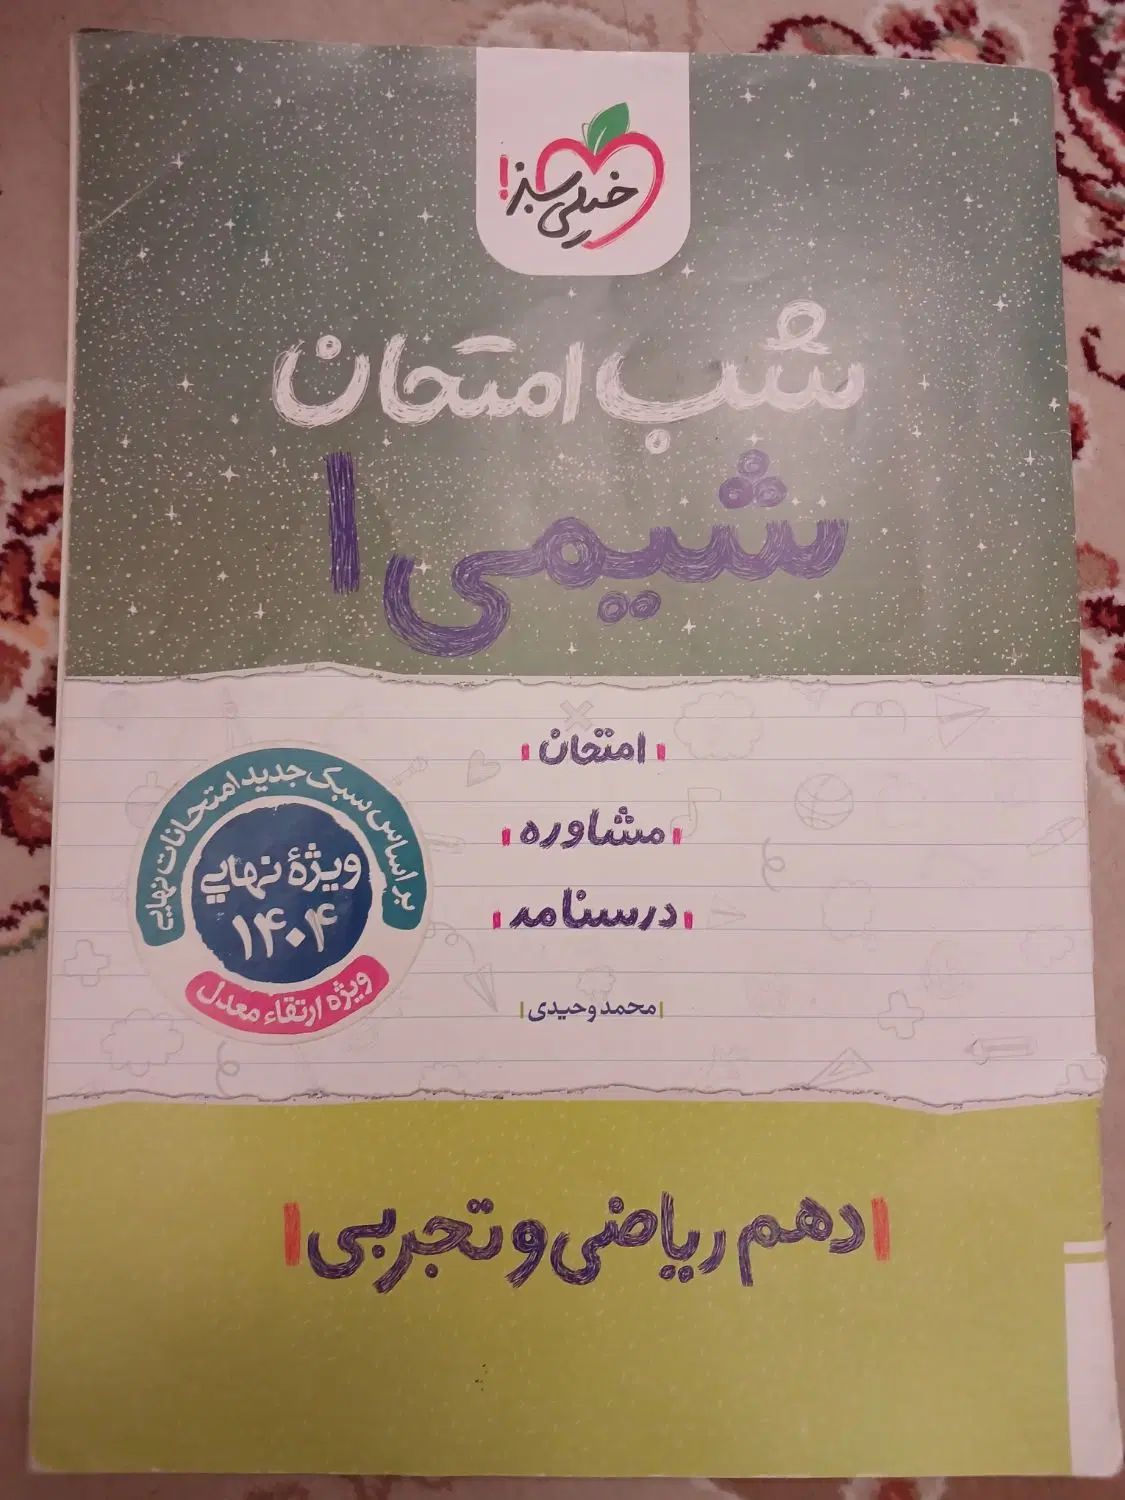 خیلی سبز!
شب امتحان
شیمی ۱
امتحان
مشاوره
درسنامه
محمد وحیدی
بر اساس سبک جدید امتحانات نهایی
ویژهٔ نهایی
۱۴۰۴
ویژه ارتقاء معدل
دهم ریاضی و تجربی